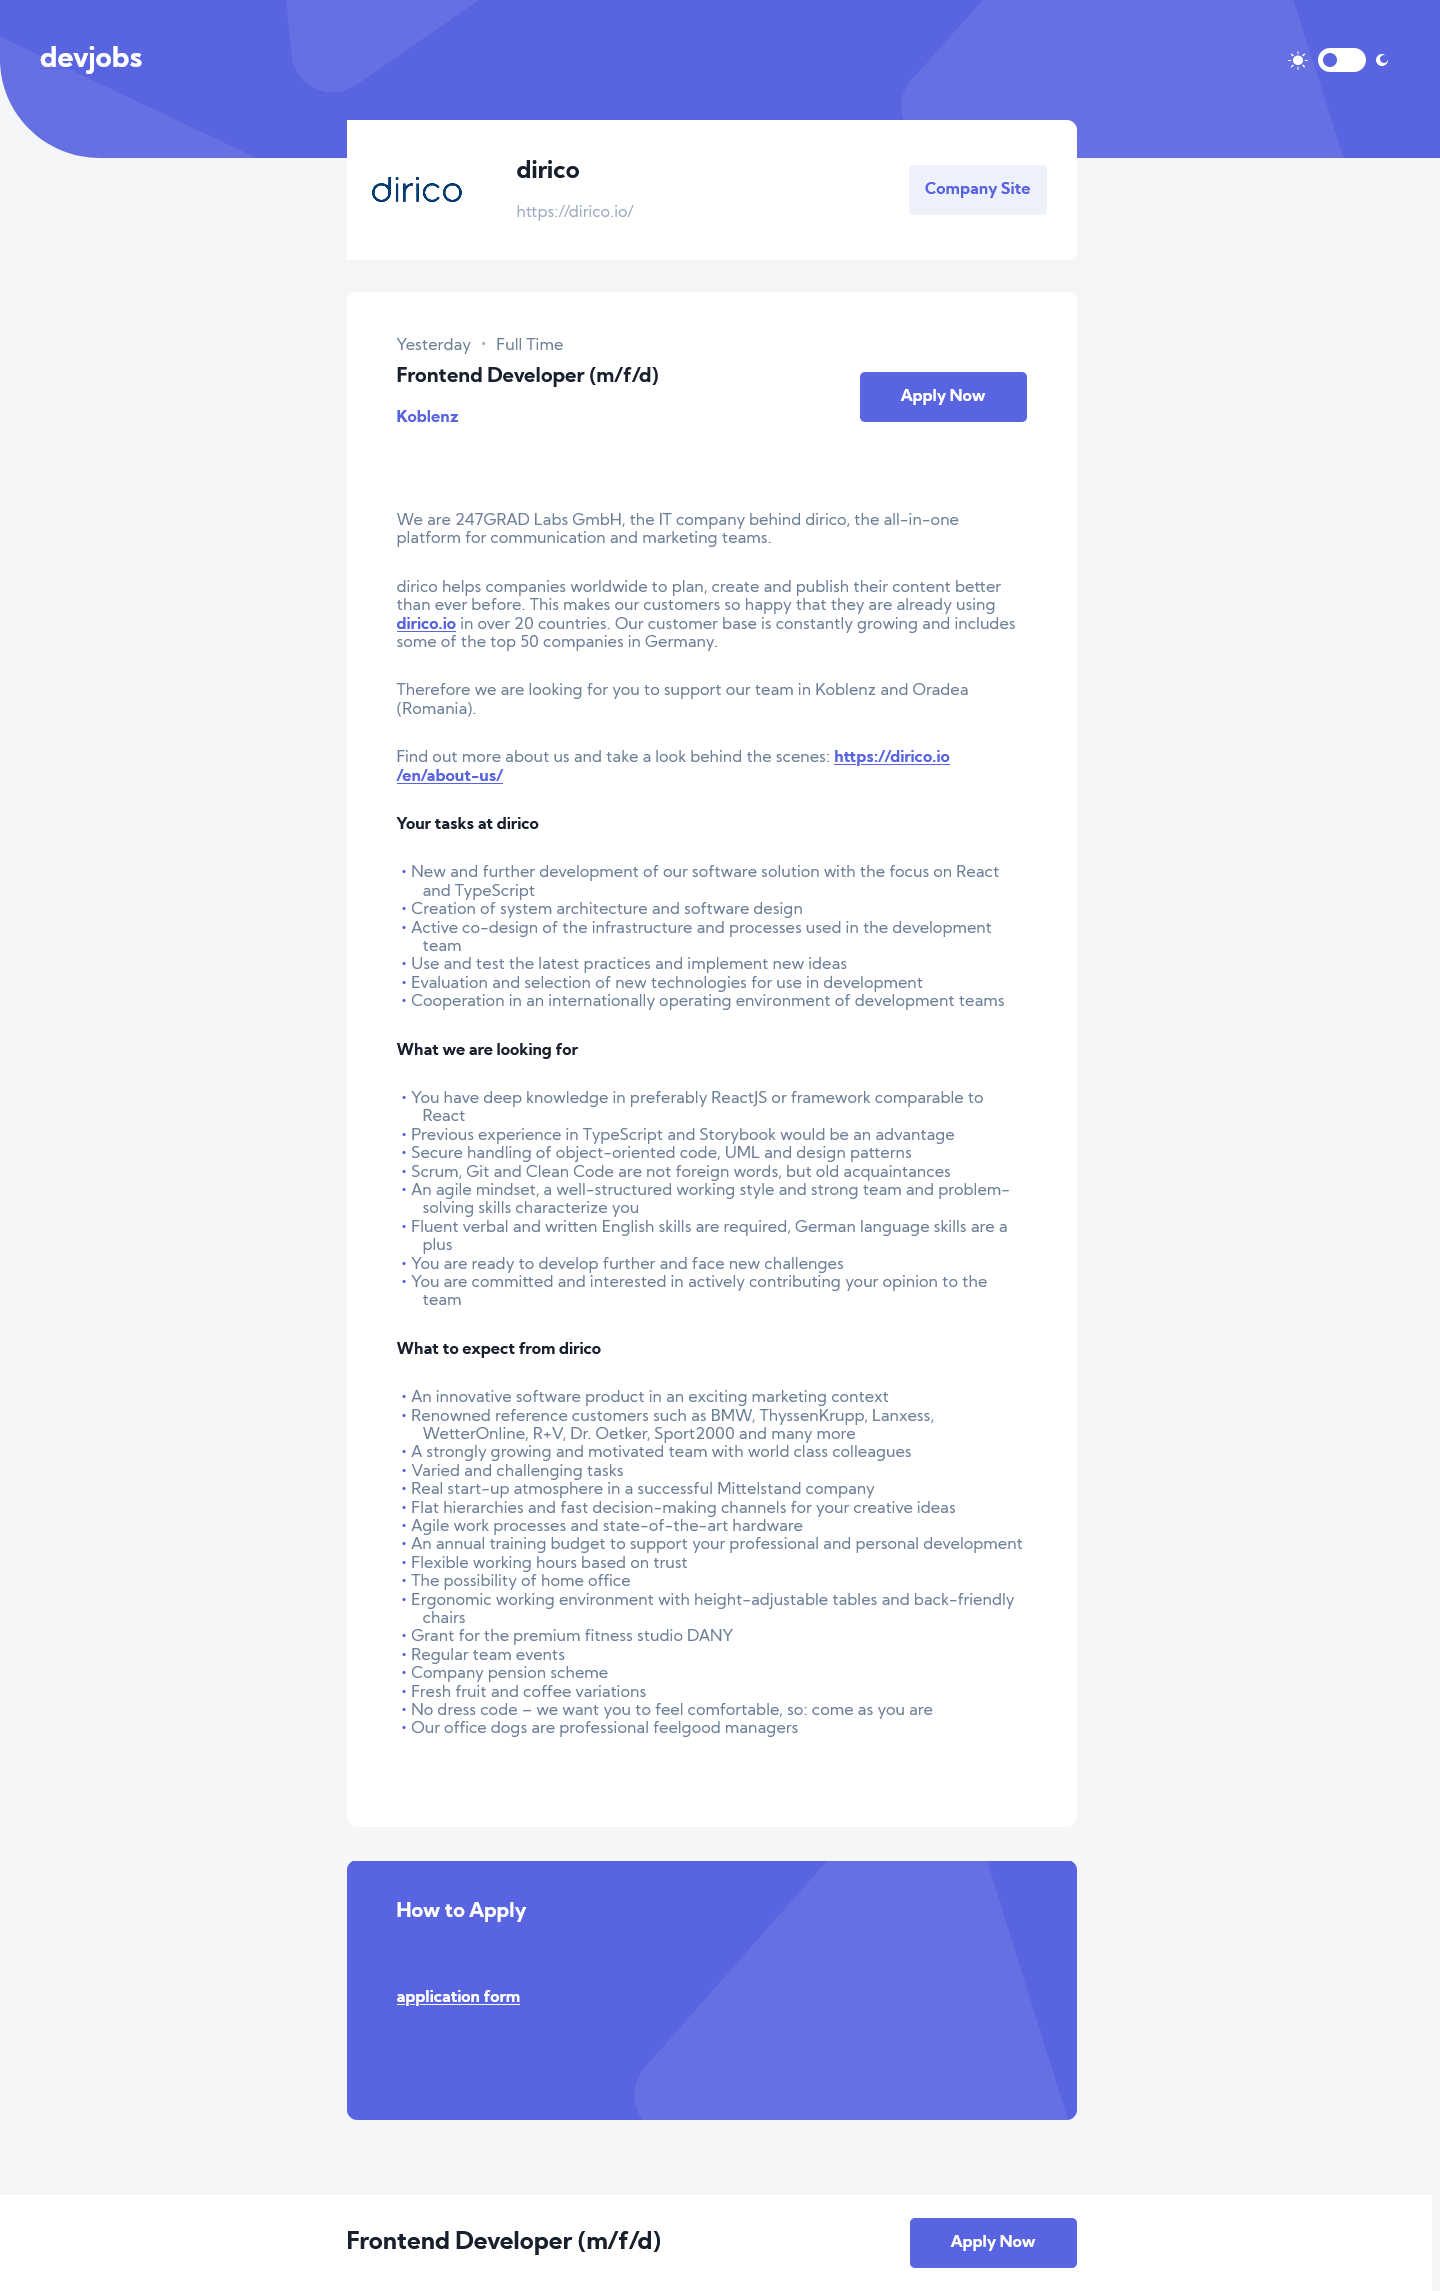 devjobs
dirico
dirico
https://dirico.io/
Company Site
Yesterday • Full Time
Frontend Developer (m/f/d)
Koblenz
Apply Now
We are 247GRAD Labs GmbH, the IT company behind dirico, the all-in-one
platform for communication and marketing teams.
dirico helps companies worldwide to plan, create and publish their content better
than ever before. This makes our customers so happy that they are already using
dirico.io in over 20 countries. Our customer base is constantly growing and includes
some of the top 50 companies in Germany.
Therefore we are looking for you to support our team in Koblenz and Oradea
(Romania).
Find out more about us and take a look behind the scenes: https://dirico.io
/en/about-us/
Your tasks at dirico
• New and further development of our software solution with the focus on React
and TypeScript
• Creation of system architecture and software design
• Active co-design of the infrastructure and processes used in the development
team
• Use and test the latest practices and implement new ideas
• Evaluation and selection of new technologies for use in development
• Cooperation in an internationally operating environment of development teams
What we are looking for
• You have deep knowledge in preferably ReactJS or framework comparable to
React
• Previous experience in TypeScript and Storybook would be an advantage
• Secure handling of object-oriented code, UML and design patterns
• Scrum, Git and Clean Code are not foreign words, but old acquaintances
• An agile mindset, a well-structured working style and strong team and problem-
solving skills characterize you
• Fluent verbal and written English skills are required, German language skills are a
plus
• You are ready to develop further and face new challenges
• You are committed and interested in actively contributing your opinion to the
team
What to expect from dirico
• An innovative software product in an exciting marketing context
• Renowned reference customers such as BMW, ThyssenKrupp, Lanxess,
WetterOnline, R+V, Dr. Oetker, Sport2000 and many more
• A strongly growing and motivated team with world class colleagues
• Varied and challenging tasks
• Real start-up atmosphere in a successful Mittelstand company
• Flat hierarchies and fast decision-making channels for your creative ideas
• Agile work processes and state-of-the-art hardware
• An annual training budget to support your professional and personal development
• Flexible working hours based on trust
• The possibility of home office
• Ergonomic working environment with height-adjustable tables and back-friendly
chairs
• Grant for the premium fitness studio DANY
• Regular team events
• Company pension scheme
• Fresh fruit and coffee variations
• No dress code – we want you to feel comfortable, so: come as you are
• Our office dogs are professional feelgood managers
How to Apply
application form
Frontend Developer (m/f/d)
Apply Now